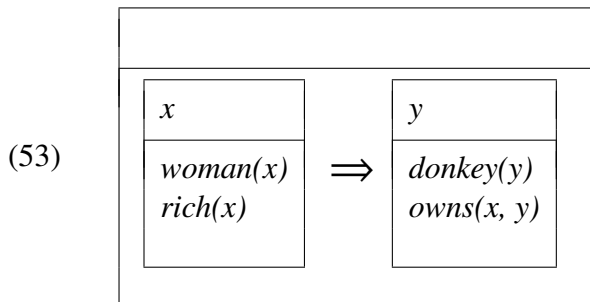 x
y
(53)
woman(x)
⇒
donkey(y)
rich(x)
owns(x, y)